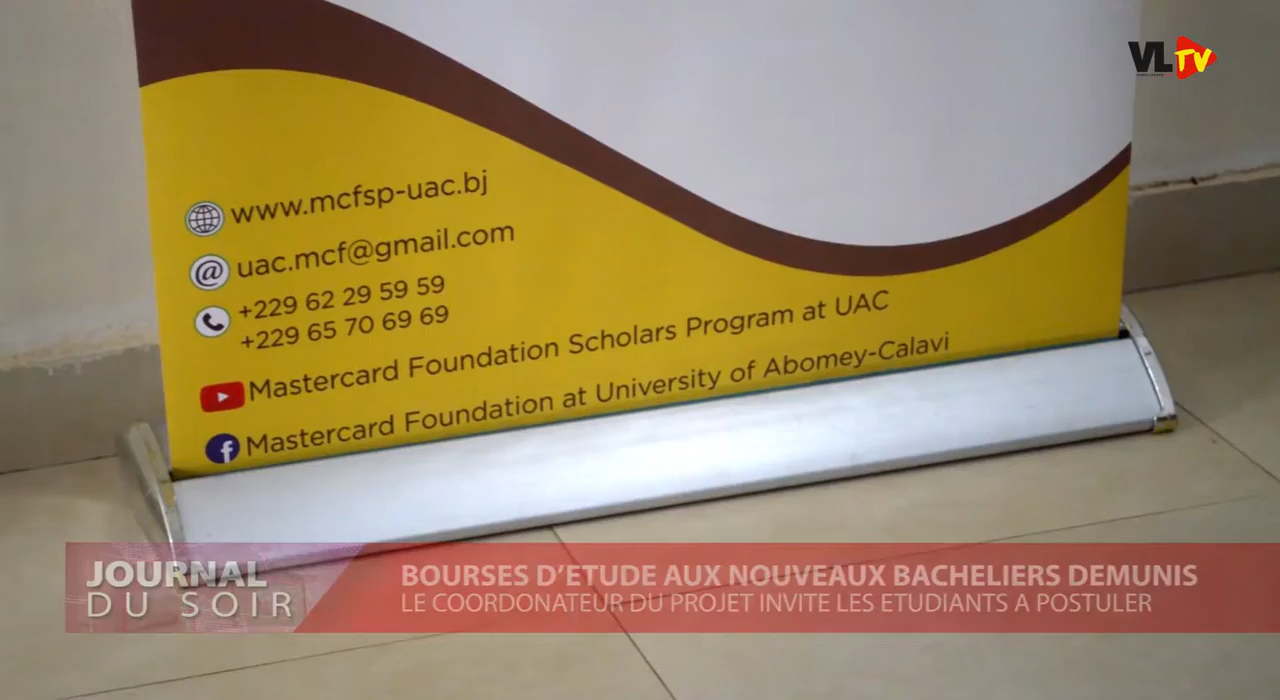 VL TV
www.mcfsp-uac.bj
@ uac.mcf@gmail.com
+229 62 29 59 59
+229 65 70 69 69
Mastercard Foundation Scholars Program at UAC
f Mastercard Foundation at University of Abomey-Calavi
JOURNAL
DU SOIR
BOURSES D'ETUDE AUX NOUVEAUX BACHELIERS DEMUNIS
LE COORDONATEUR DU PROJET INVITE LES ETUDIANTS A POSTULER